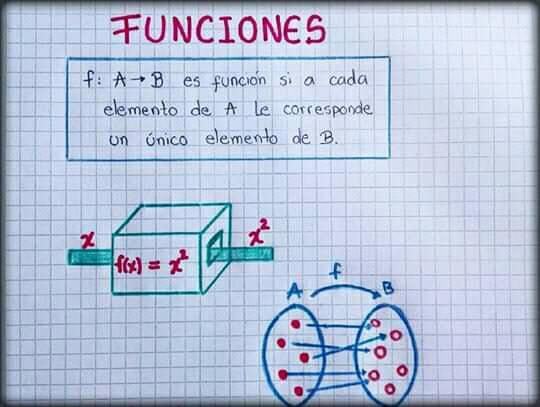 FUNCIONES
f: A → B es función si a cada
elemento de A le corresponde
un único elemento de B.
x
f(x) = x²
x²
f
A
B